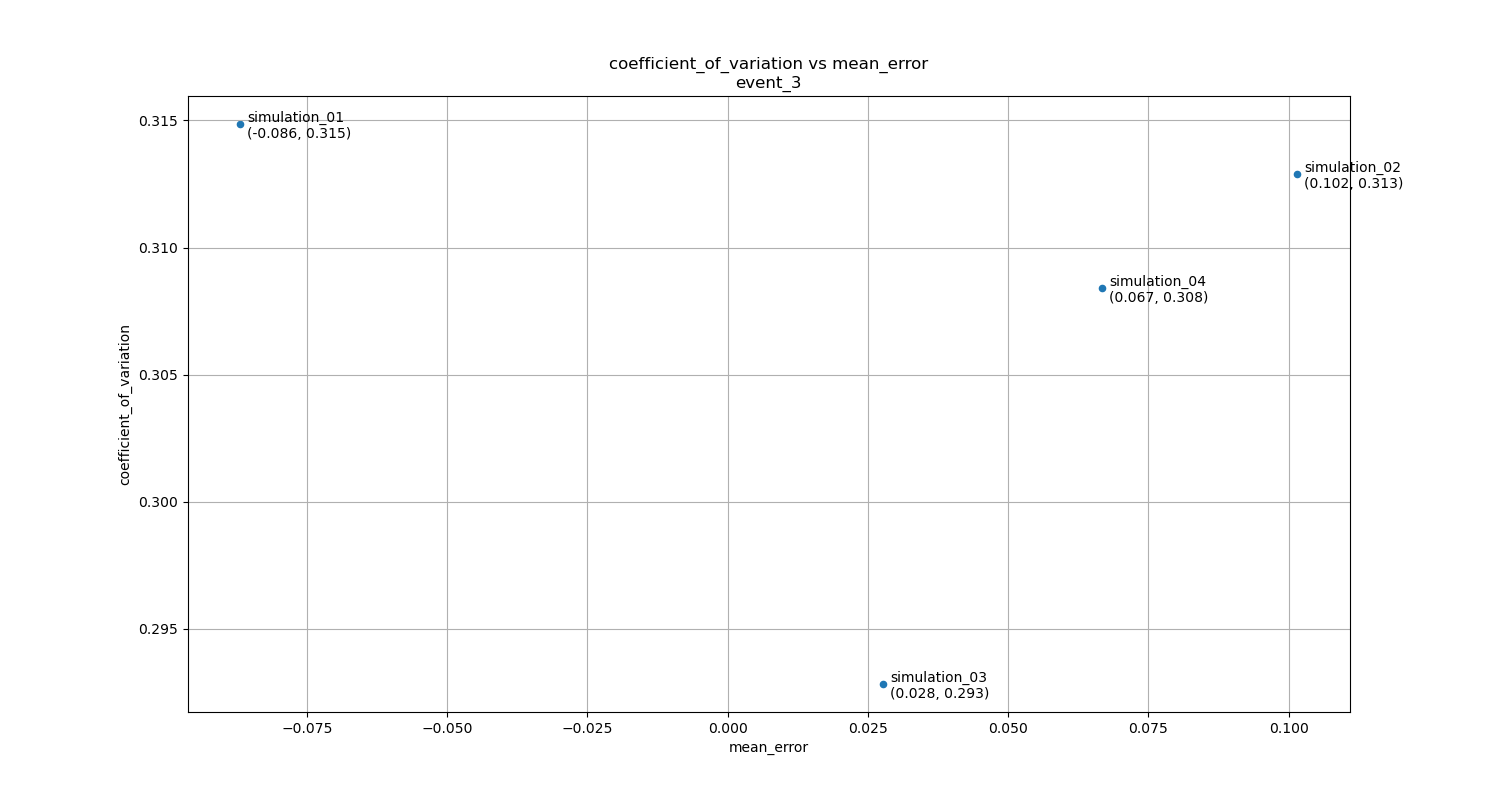 coefficient_of_variation vs mean_error
event_3
simulation_01
(-0.086, 0.315)
simulation_02
(0.102, 0.313)
simulation_04
(0.067, 0.308)
simulation_03
(0.028, 0.293)
0.315
0.310
0.305
0.300
0.295
coefficient_of_variation
−0.075
−0.050
−0.025
0.000
0.025
0.050
0.075
0.100
mean_error